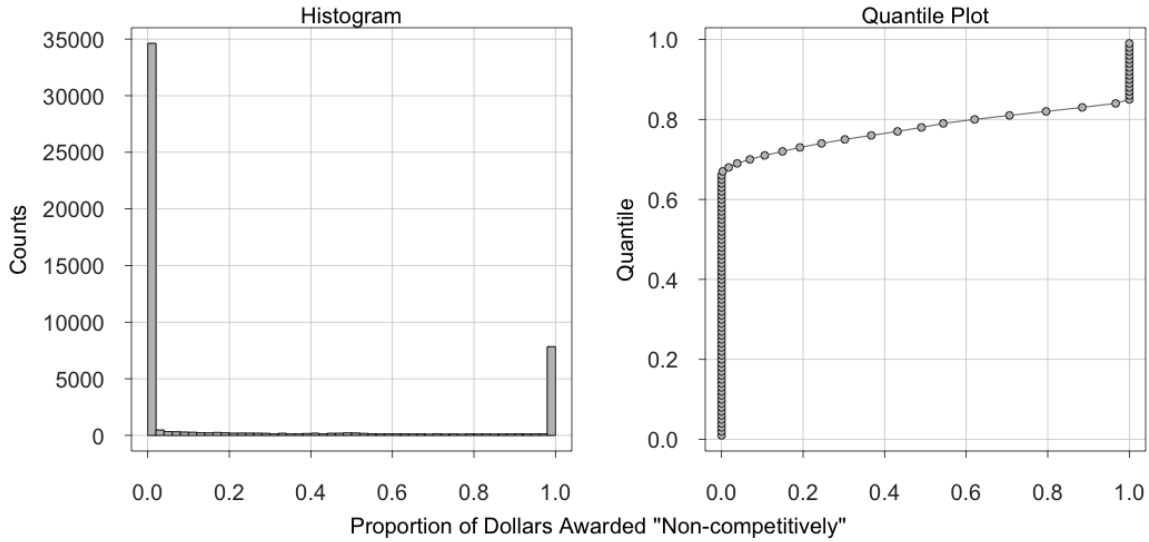 Histogram
Quantile Plot
Counts
35000
30000
25000
20000
15000
10000
5000
0
0.0 0.2 0.4 0.6 0.8 1.0
Quantile
1.0
0.8
0.6
0.4
0.2
0.0
0.0 0.2 0.4 0.6 0.8 1.0
Proportion of Dollars Awarded "Non-competitively"